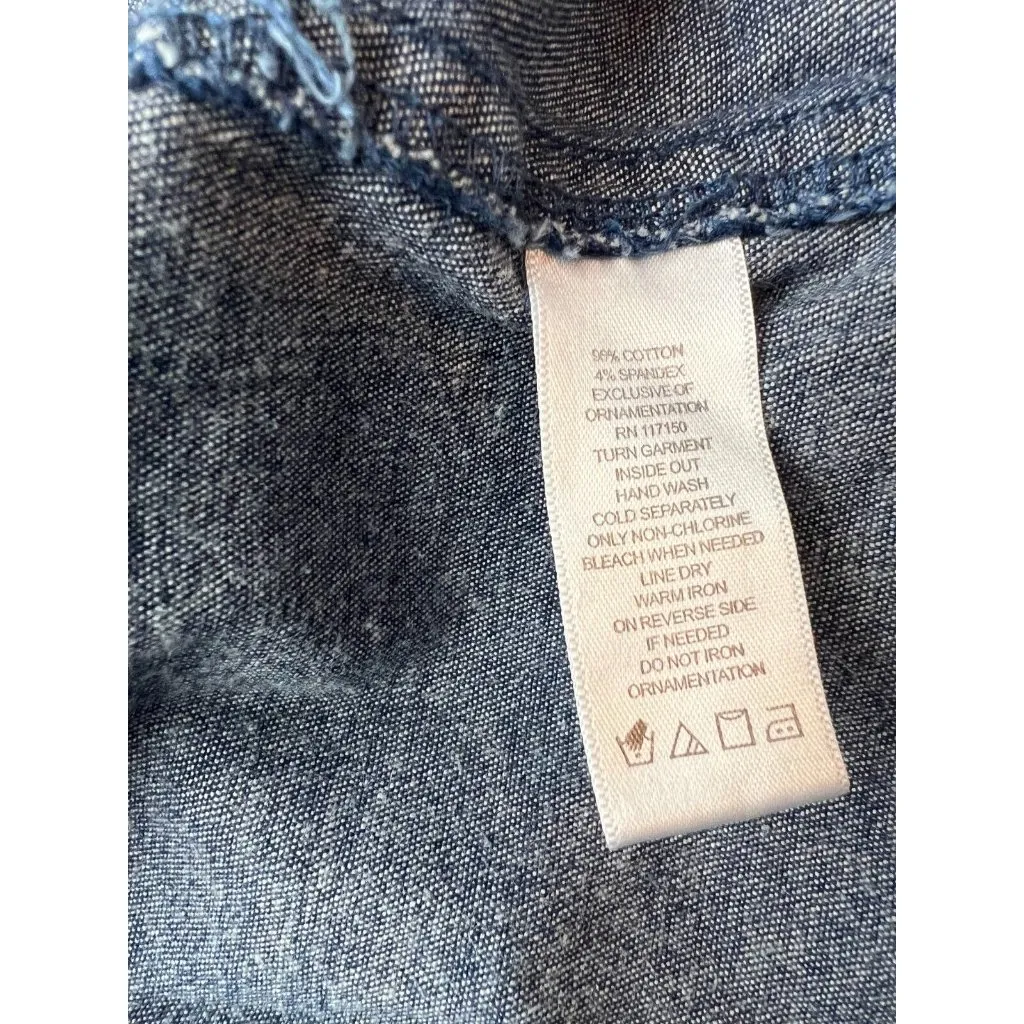 96% COTTON
4% SPANDEX
EXCLUSIVE OF
ORNAMENTATION
RN 117150
TURN GARMENT
INSIDE OUT
HAND WASH
COLD SEPARATELY
ONLY NON-CHLORINE
BLEACH WHEN NEEDED
LINE DRY
WARM IRON
ON REVERSE SIDE
IF NEEDED
DO NOT IRON
ORNAMENTATION